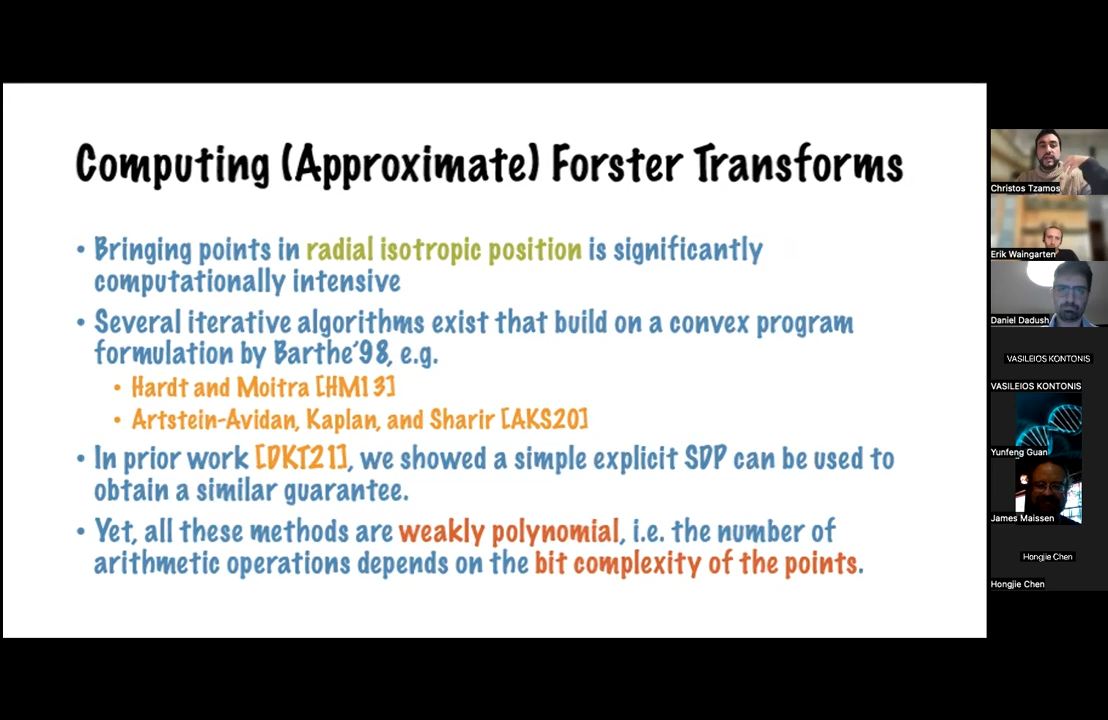 Computing (Approximate) Forster Transforms
• Bringing points in radial isotropic position is significantly
computationally intensive
• Several iterative algorithms exist that build on a convex program
formulation by Barthe'98, e.g.
• Hardt and Moitra [HM13]
• Artstein-Avidan, Kaplan, and Sharir [AKS20]
• In prior work [DKT21], we showed a simple explicit SDP can be used to
obtain a similar guarantee.
• Yet, all these methods are weakly polynomial, i.e. the number of
arithmetic operations depends on the bit complexity of the points.
Christos Tzamos
Erik Waingarten
Daniel Dadush
VASILEIOS KONTONIS
VASILEIOS KONTONIS
Yunfeng Guan
James Maissen
Hongjie Chen
Hongjie Chen